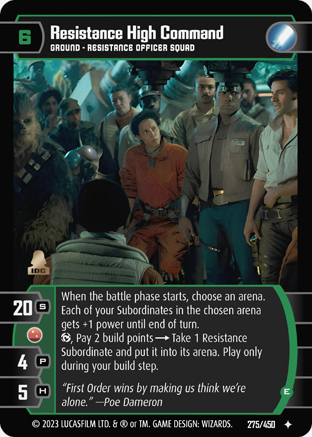 6
Resistance High Command
GROUND - RESISTANCE OFFICER SQUAD
IDC
20 S
4 P
5 H
When the battle phase starts, choose an arena.
Each of your Subordinates in the chosen arena
gets +1 power until end of turn.
, Pay 2 build points → Take 1 Resistance
Subordinate and put it into its arena. Play only
during your build step.
“First Order wins by making us think we’re
alone.” —Poe Dameron
E
© 2023 LUCASFILM LTD. & ® or TM. GAME DESIGN: WIZARDS.
275/450